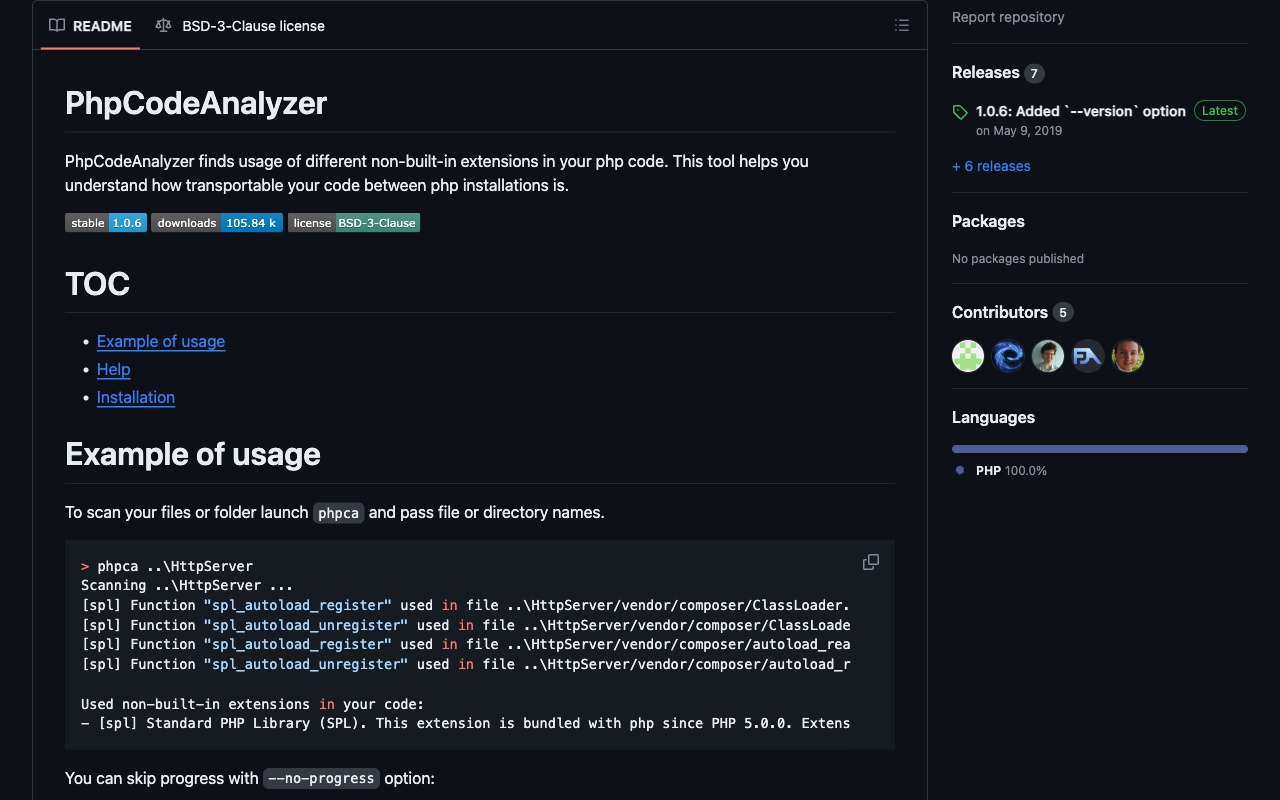 README
BSD-3-Clause license
PhpCodeAnalyzer
PhpCodeAnalyzer finds usage of different non-built-in extensions in your php code. This tool helps you
understand how transportable your code between php installations is.
stable 1.0.6 downloads 105.84 k license BSD-3-Clause
TOC
• Example of usage
• Help
• Installation
Example of usage
To scan your files or folder launch phpca and pass file or directory names.
> phpca ..\HttpServer
Scanning ..\HttpServer ...
[spl] Function "spl_autoload_register" used in file ..\HttpServer/vendor/composer/ClassLoader.
[spl] Function "spl_autoload_unregister" used in file ..\HttpServer/vendor/composer/ClassLoade
[spl] Function "spl_autoload_register" used in file ..\HttpServer/vendor/composer/autoload_rea
[spl] Function "spl_autoload_unregister" used in file ..\HttpServer/vendor/composer/autoload_r
Used non-built-in extensions in your code:
- [spl] Standard PHP Library (SPL). This extension is bundled with php since PHP 5.0.0. Extens
You can skip progress with --no-progress option:
Report repository
Releases 7
1.0.6: Added `--version` option Latest
on May 9, 2019
+ 6 releases
Packages
No packages published
Contributors 5
FA
Languages
PHP 100.0%